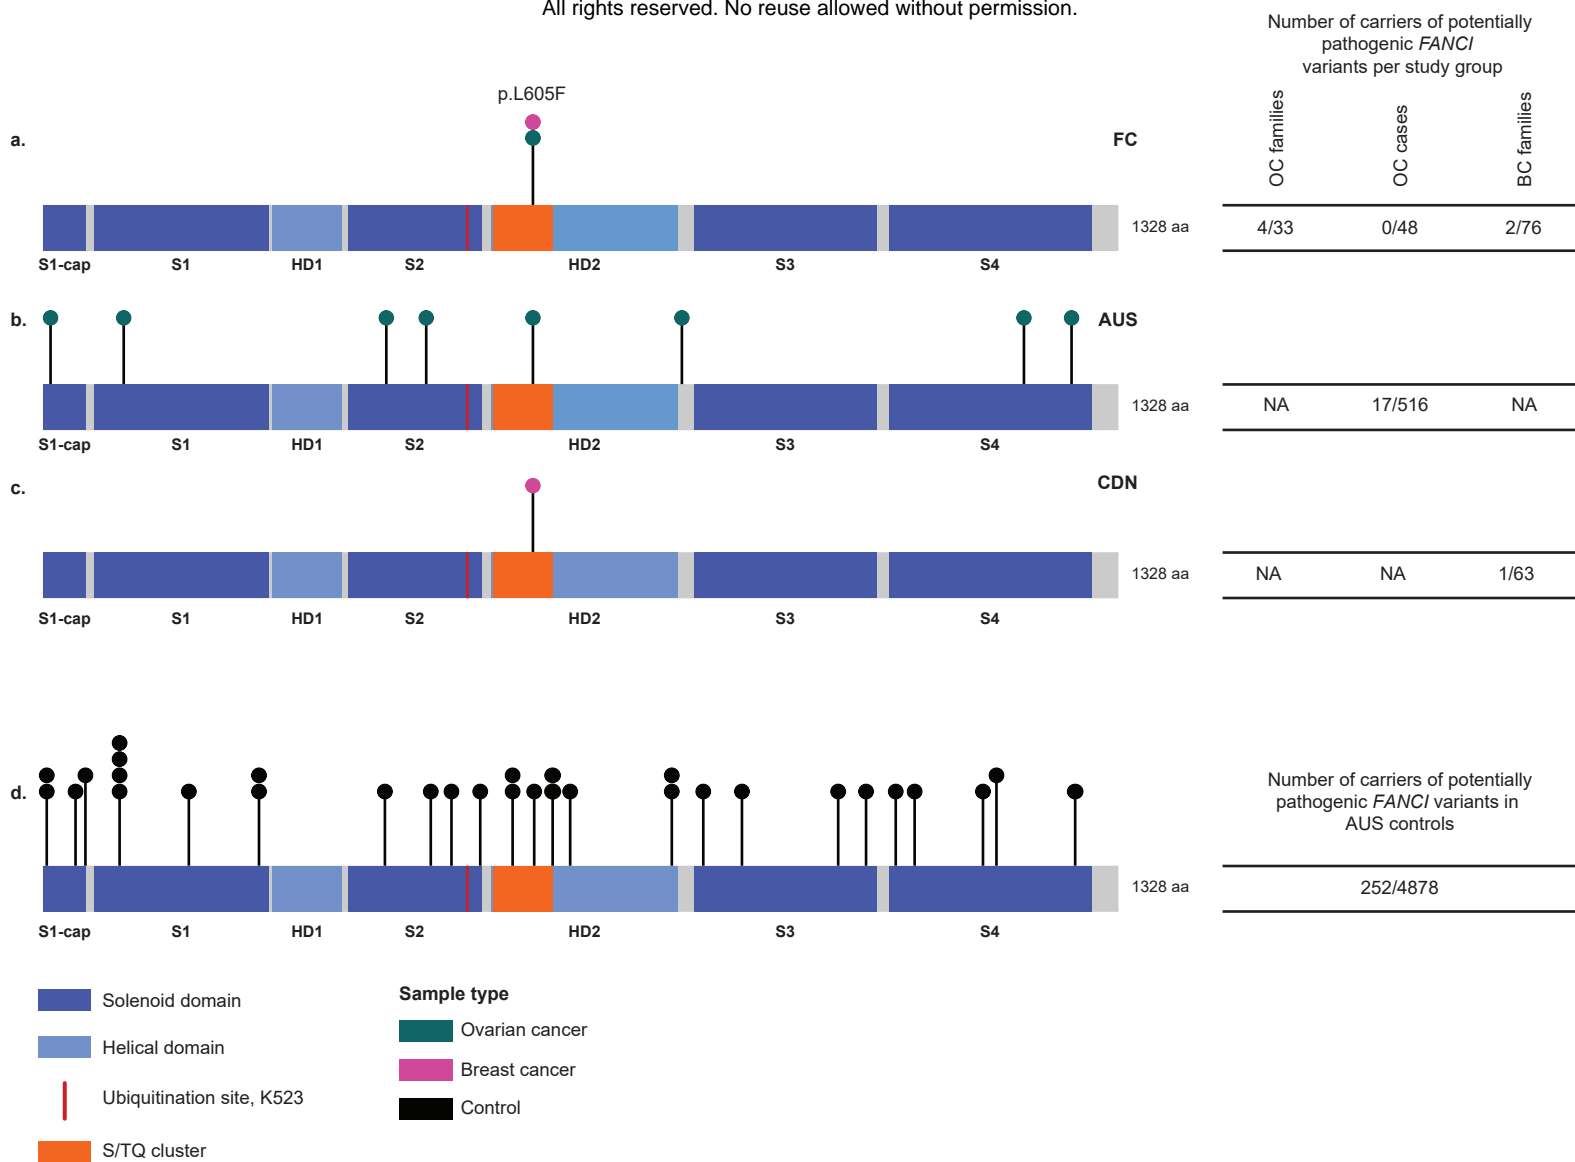 All rights reserved. No reuse allowed without permission.
Number of carriers of potentially
pathogenic FANCI
variants per study group
OC families
OC cases
BC families
p.L605F
a.
FC
1328 aa
4/33
0/48
2/76
S1-cap
S1
HD1
S2
HD2
S3
S4
b.
AUS
1328 aa
NA
17/516
NA
S1-cap
S1
HD1
S2
HD2
S3
S4
c.
CDN
1328 aa
NA
NA
1/63
S1-cap
S1
HD1
S2
HD2
S3
S4
d.
Number of carriers of potentially
pathogenic FANCI variants in
AUS controls
1328 aa
252/4878
S1-cap
S1
HD1
S2
HD2
S3
S4
Solenoid domain
Helical domain
Ubiquitination site, K523
S/TQ cluster
Sample type
Ovarian cancer
Breast cancer
Control